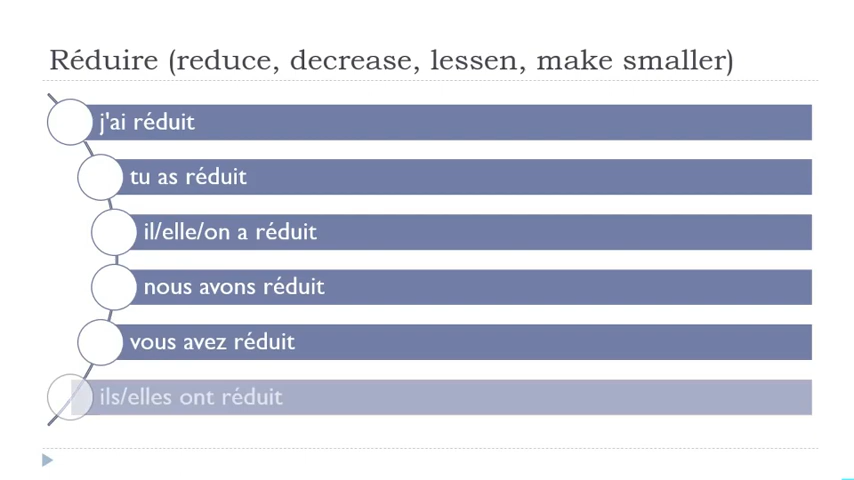 Réduire (reduce, decrease, lessen, make smaller)
j'ai réduit
tu as réduit
il/elle/on a réduit
nous avons réduit
vous avez réduit
ils/elles ont réduit